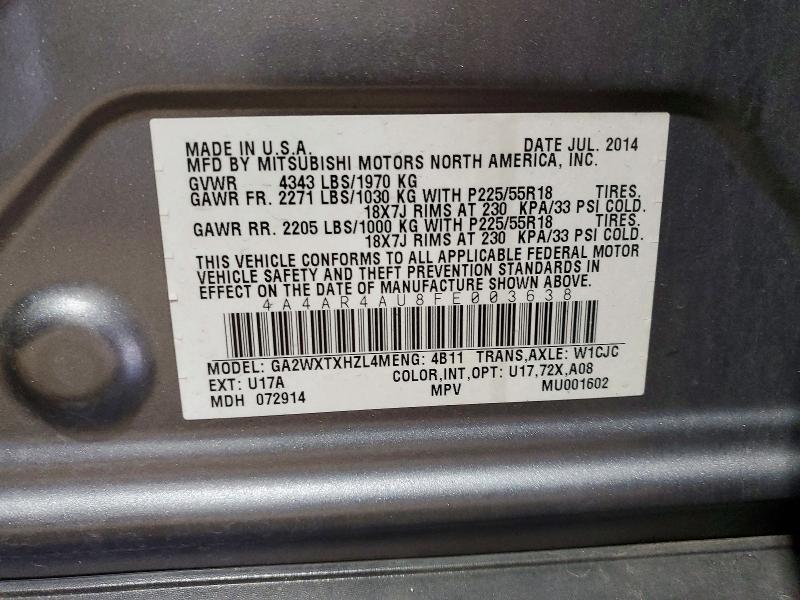 MADE IN U.S.A. DATE JUL. 2014
MFD BY MITSUBISHI MOTORS NORTH AMERICA, INC.
GVWR 4343 LBS/1970 KG
GAWR FR. 2271 LBS/1030 KG WITH P225/55R18 TIRES.
18X7J RIMS AT 230 KPA/33 PSI COLD.
GAWR RR. 2205 LBS/1000 KG WITH P225/55R18 TIRES.
18X7J RIMS AT 230 KPA/33 PSI COLD.
THIS VEHICLE CONFORMS TO ALL APPLICABLE FEDERAL MOTOR
VEHICLE SAFETY AND THEFT PREVENTION STANDARDS IN
EFFECT ON THE DATE OF MANUFACTURE SHOWN ABOVE.
4A4AR4AU8FE003638
MODEL: GA2WXTXHZL4MENG: 4B11 TRANS,AXLE: W1CJC
EXT: U17A COLOR,INT,OPT: U17,72X,A08
MDH 072914 MPV MU001602